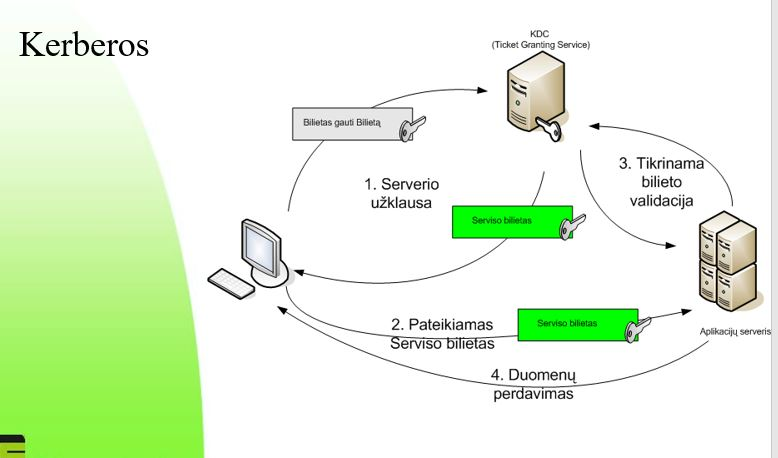 Kerberos
KDC
(Ticket Granting Service)
Bilietas gauti Bilietą
1. Serverio
užklausa
Serviso bilietas
3. Tikrinama
bilieto
validacija
2. Pateikiamas
Serviso bilietas
Serviso bilietas
Aplikacijų serveris
4. Duomenų
perdavimas